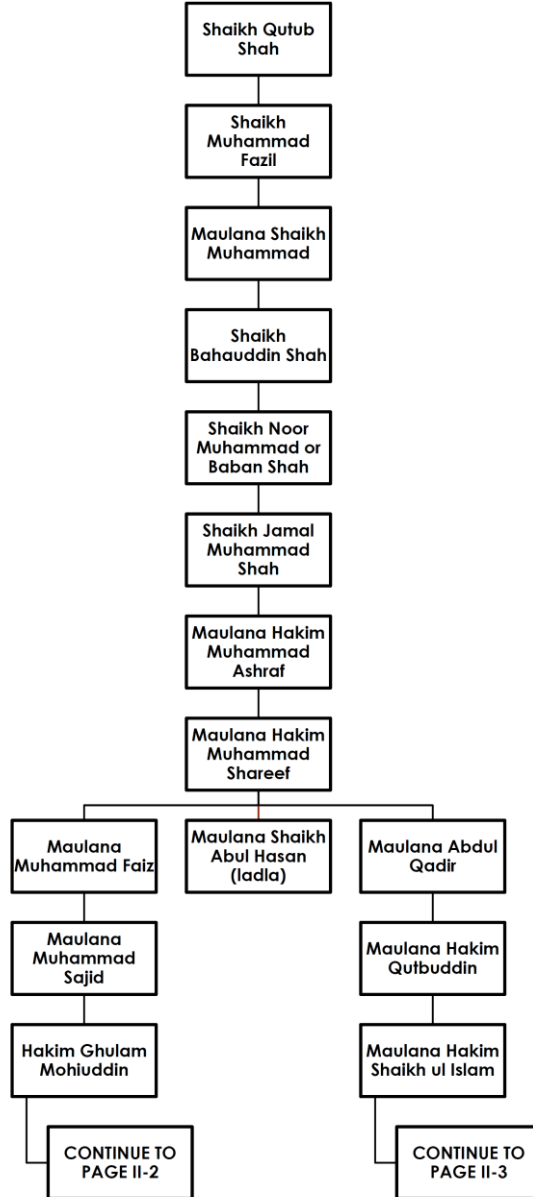 Shaikh Qutub
Shah
Shaikh
Muhammad
Fazil
Maulana Shaikh
Muhammad
Shaikh
Bahauddin Shah
Shaikh Noor
Muhammad or
Baban Shah
Shaikh Jamal
Muhammad
Shah
Maulana Hakim
Muhammad
Ashraf
Maulana Hakim
Muhammad
Shareef
Maulana
Muhammad Faiz
Maulana Shaikh
Abul Hasan
(ladla)
Maulana Abdul
Qadir
Maulana
Muhammad
Sajid
Maulana Hakim
Qutbuddin
Hakim Ghulam
Mohiuddin
Maulana Hakim
Shaikh ul Islam
CONTINUE TO
PAGE II-2
CONTINUE TO
PAGE II-3